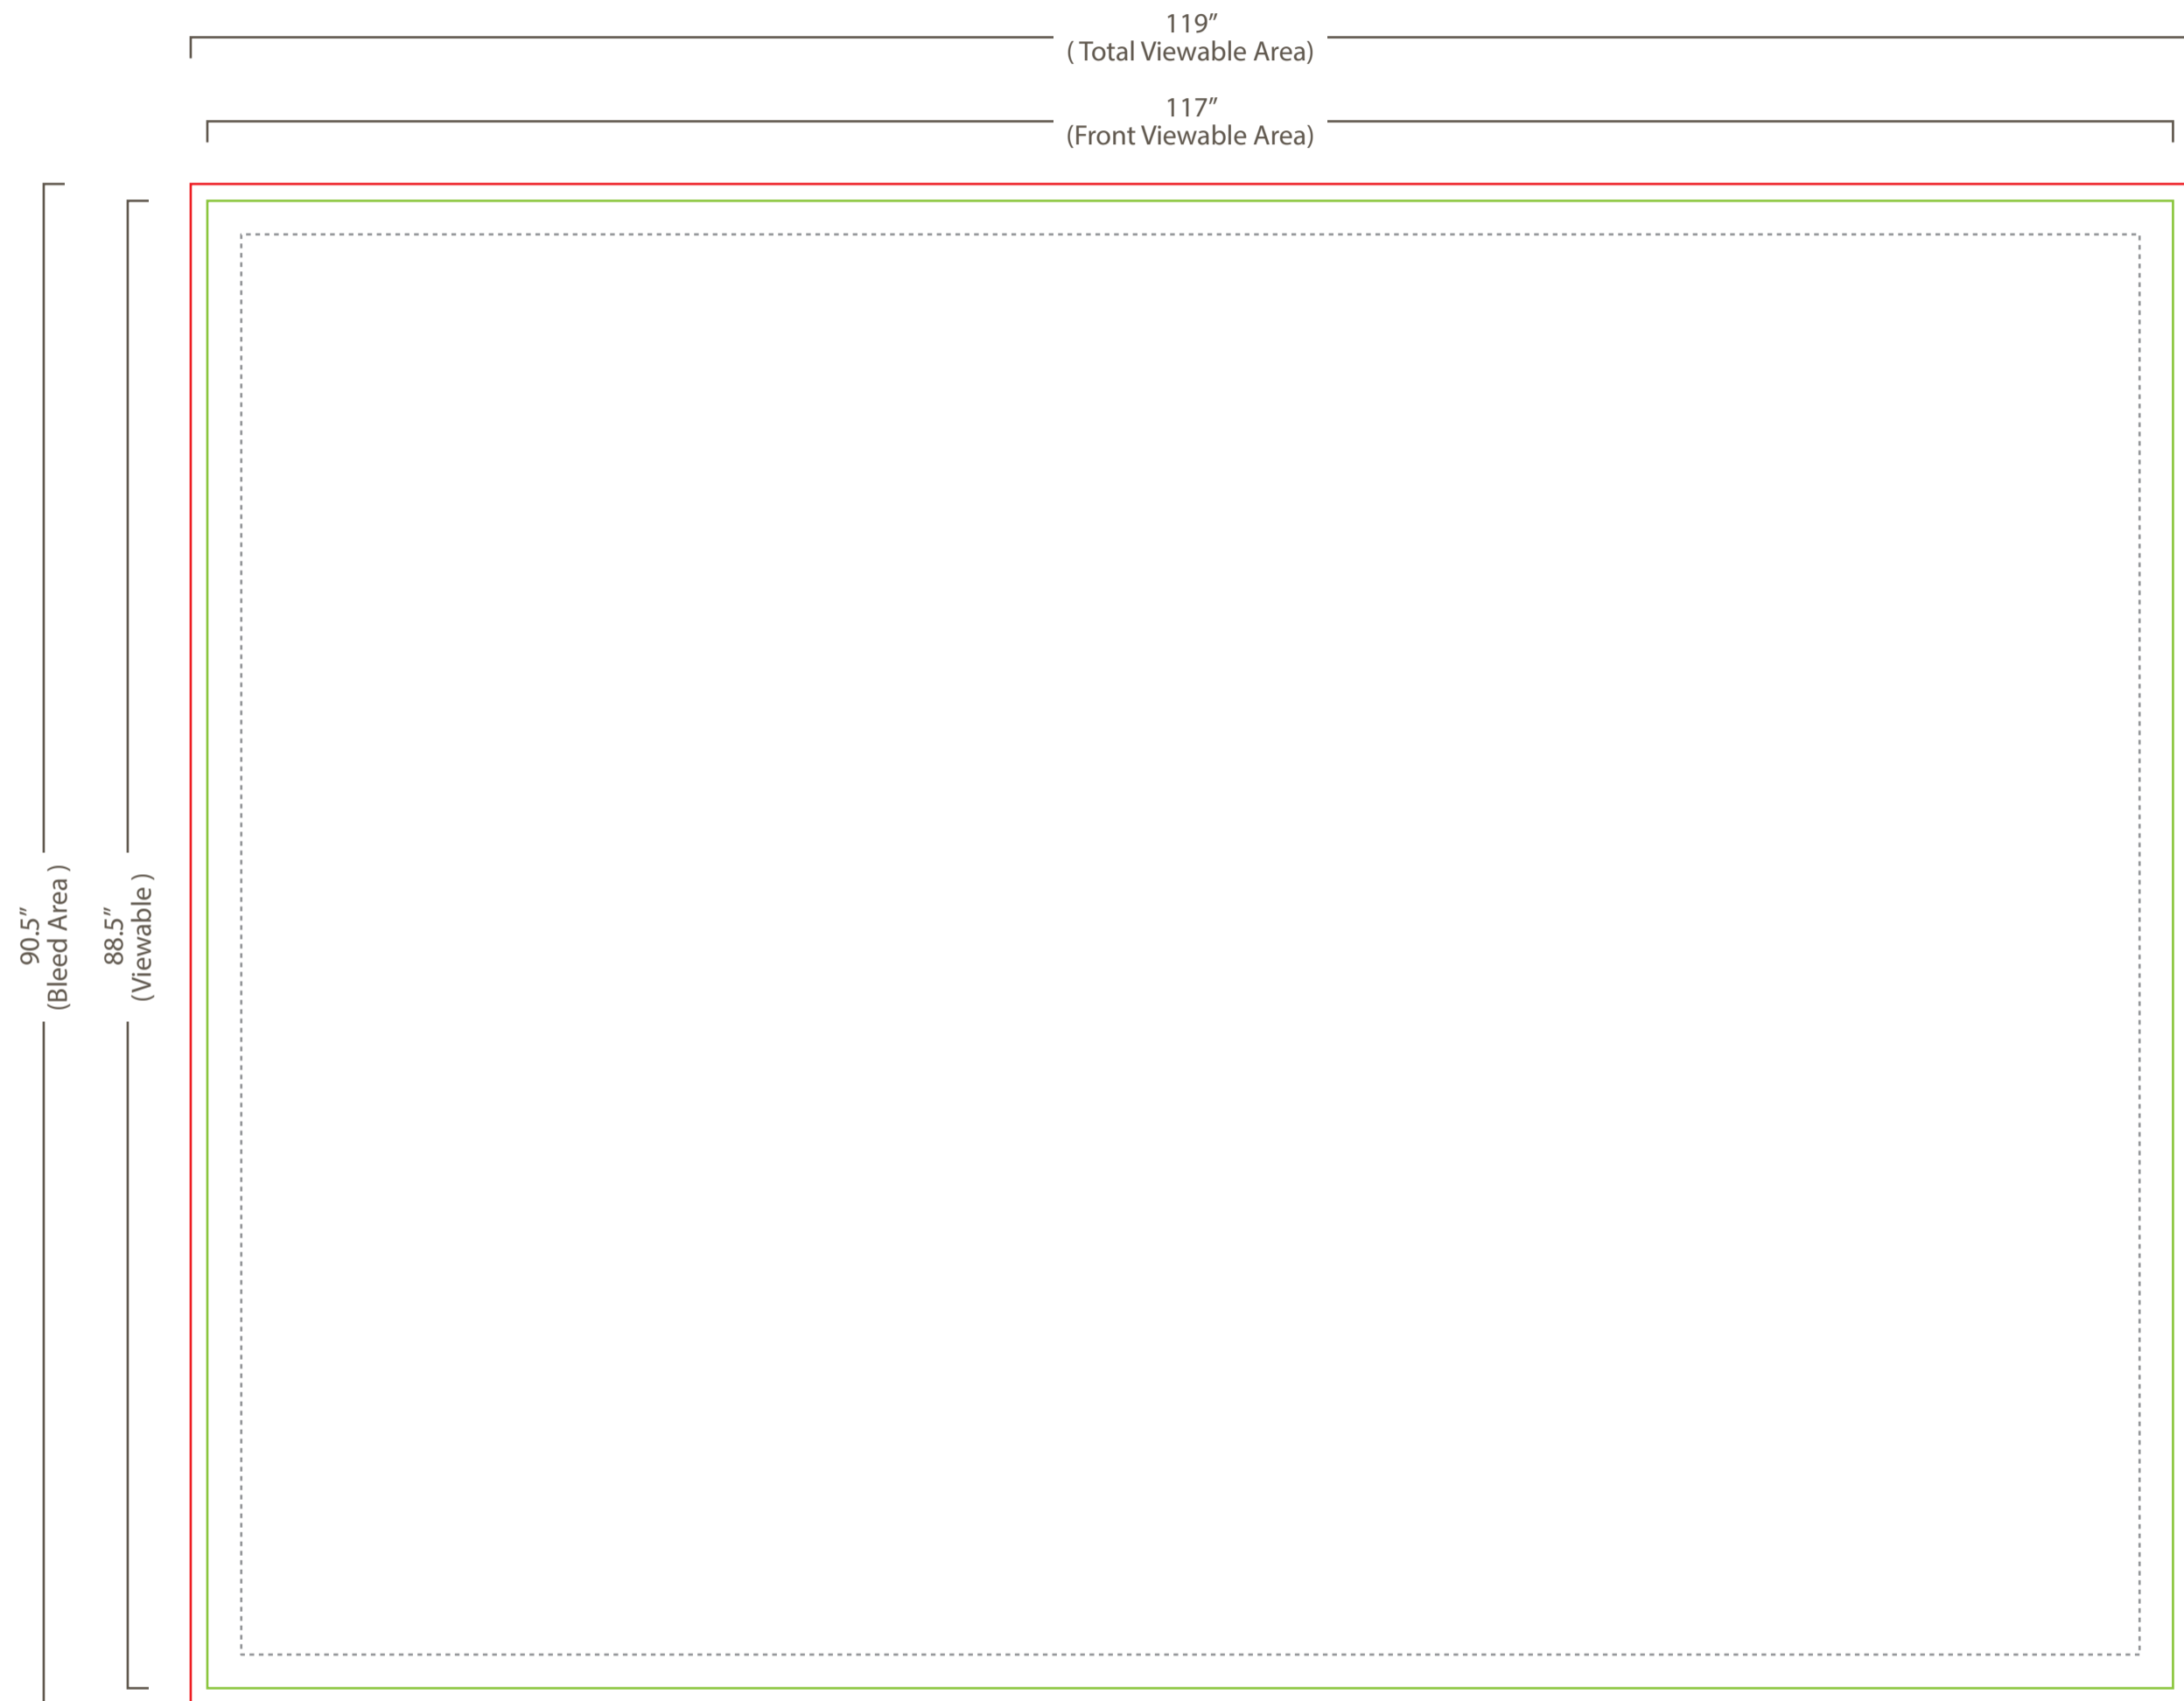 119”
( Total Viewable Area)
117”
(Front Viewable Area)
90.5”
(Bleed Area )
88.5”
(Viewable )